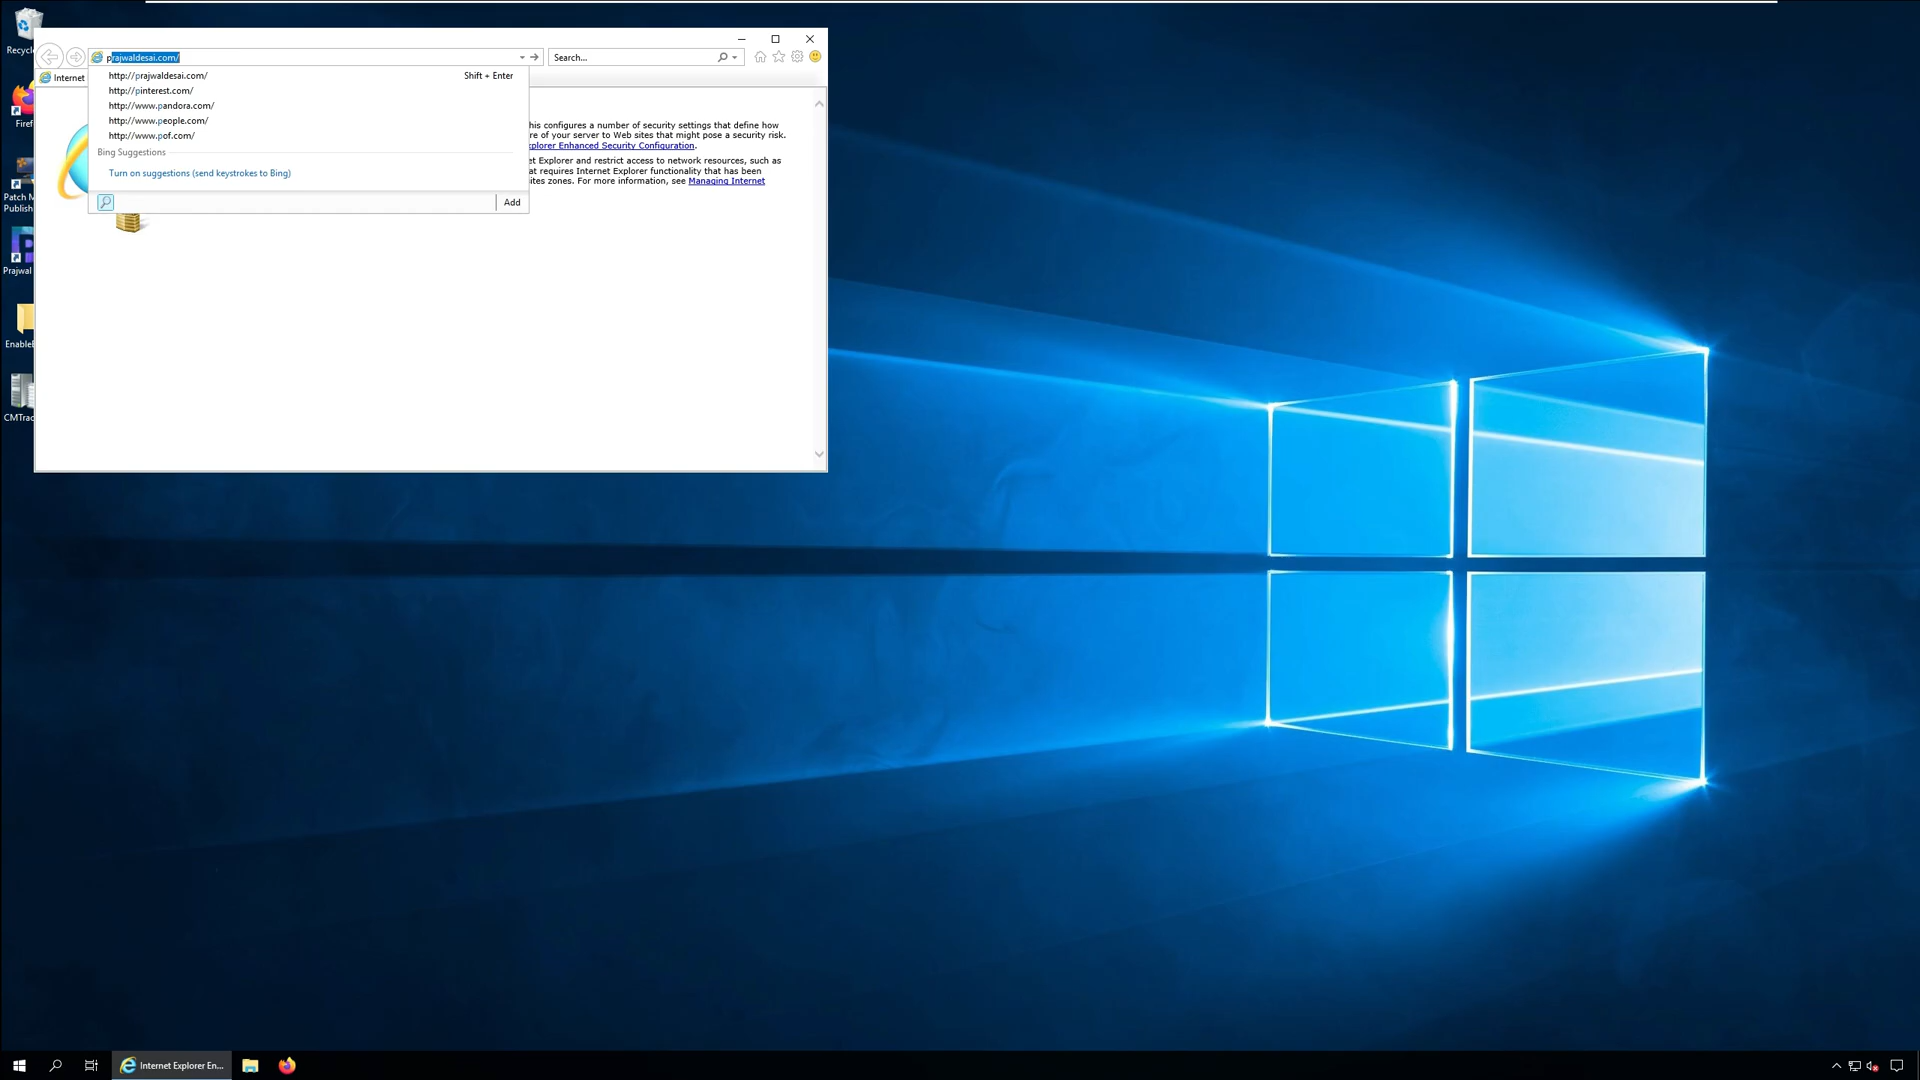 Recycle
prajwaldesai.com/
Search...
Internet
http://prajwaldesai.com/ Shift + Enter
http://pinterest.com/
http://www.pandora.com/
http://www.people.com/
http://www.pof.com/
Bing Suggestions
Turn on suggestions (send keystrokes to Bing)
Add
his configures a number of security settings that define how
re of your server to Web sites that might pose a security risk.
xplorer Enhanced Security Configuration.
et Explorer and restrict access to network resources, such as
at requires Internet Explorer functionality that has been
ites zones. For more information, see Managing Internet
Firef
Patch M
Publish
Prajwal
Enable
CMTrac
Internet Explorer En...